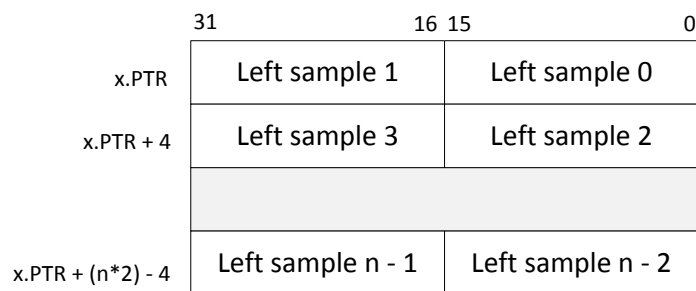 31 16 15 0
x.PTR Left sample 1 Left sample 0
x.PTR + 4 Left sample 3 Left sample 2
x.PTR + (n*2) - 4 Left sample n - 1 Left sample n - 2